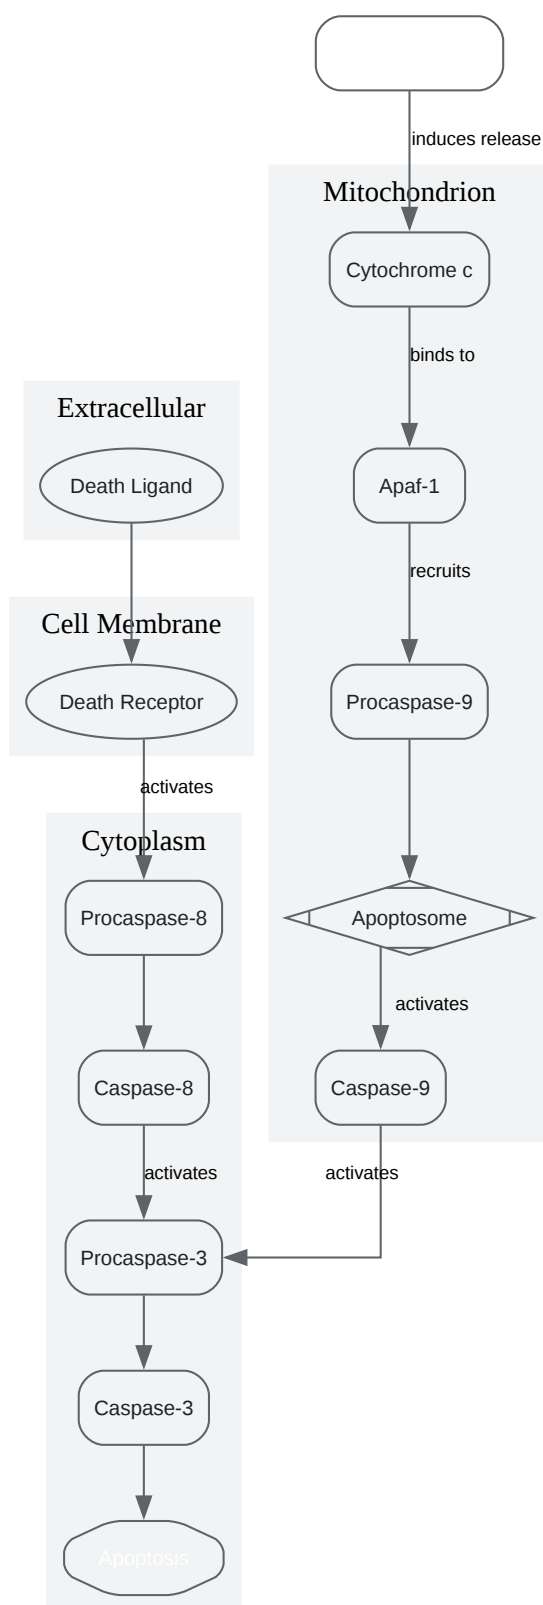 induces release
Mitochondrion
Cytochrome c
binds to
Extracellular
Death Ligand
Apaf-1
recruits
Cell Membrane
Death Receptor
Procaspase-9
activates
Cytoplasm
Procaspase-8
Apoptosome
activates
Caspase-8
Caspase-9
activates
activates
Procaspase-3
Caspase-3
Apoptosis